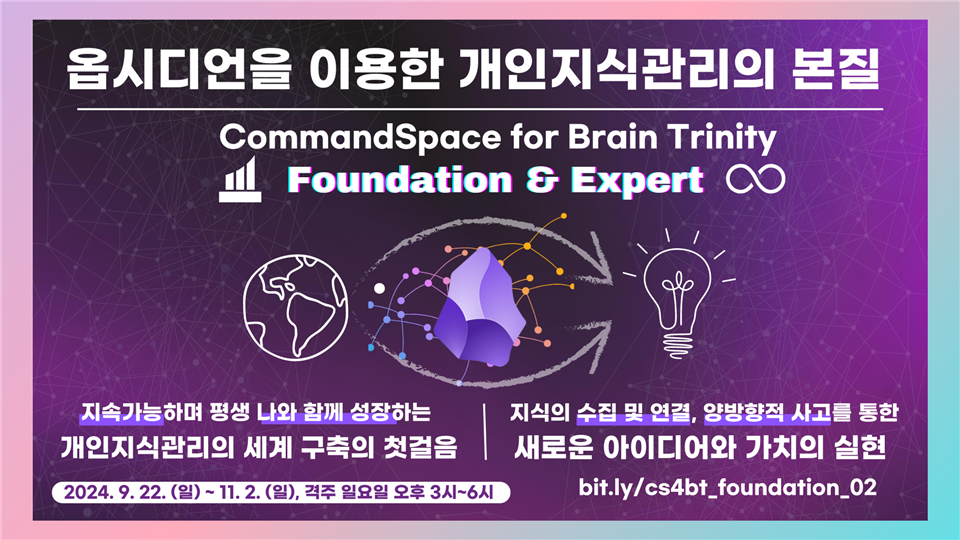 옵시디언을 이용한 개인지식관리의 본질
CommandSpace for Brain Trinity
Foundation & Expert
지속가능하며 평생 나와 함께 성장하는
개인지식관리의 세계 구축의 첫걸음
지식의 수집 및 연결, 양방향적 사고를 통한
새로운 아이디어와 가치의 실현
2024. 9. 22. (일) ~ 11. 2. (일), 격주 일요일 오후 3시~6시
bit.ly/cs4bt_foundation_02